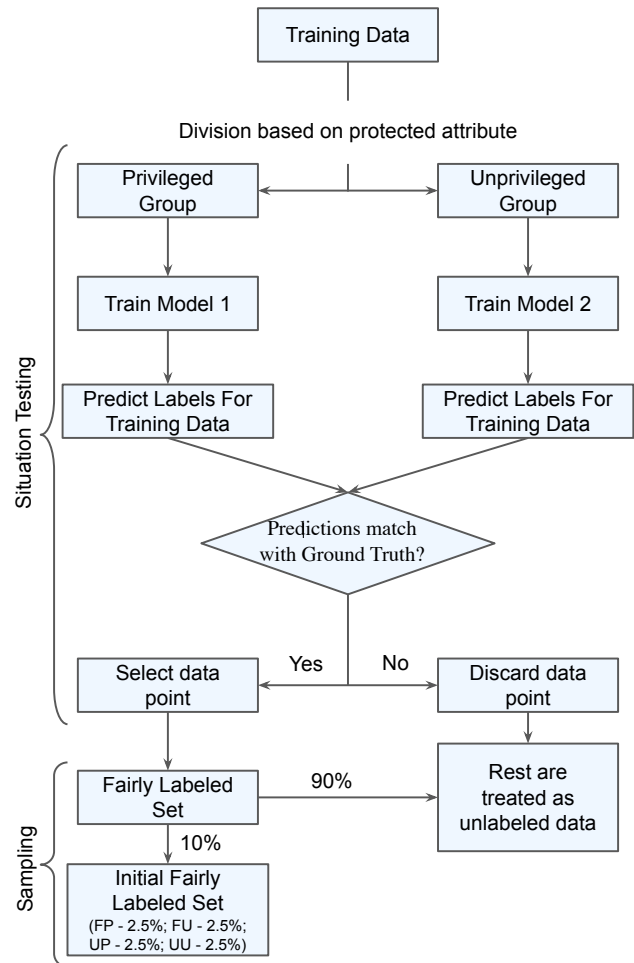 Training Data
Division based on protected attribute
Privileged
Group
Unprivileged
Group
Train Model 1
Train Model 2
Predict Labels For
Training Data
Predict Labels For
Training Data
Situation Testing
Predictions match
with Ground Truth?
Yes
No
Select data
point
Discard data
point
Sampling
Fairly Labeled
Set
90%
Rest are
treated as
unlabeled data
10%
Initial Fairly
Labeled Set
(FP - 2.5%; FU - 2.5%;
UP - 2.5%; UU - 2.5%)